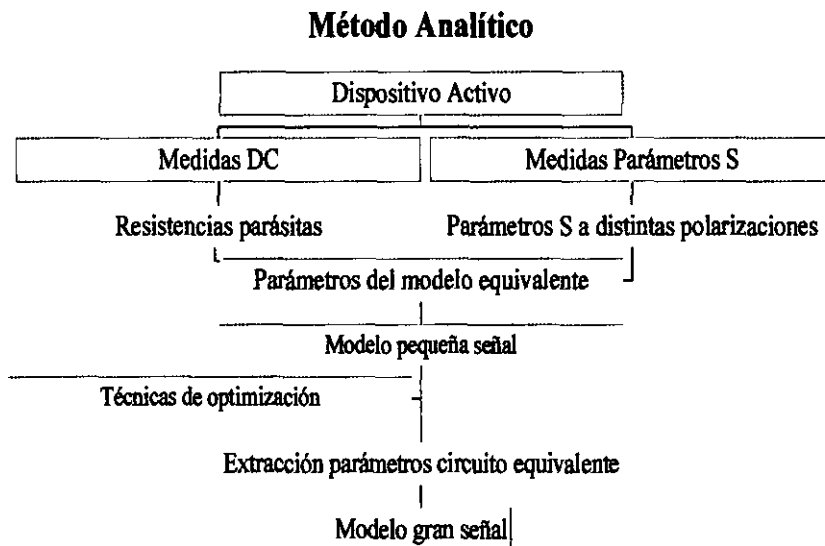 Método Analítico
Dispositivo Activo
Medidas DC
Medidas Parámetros S
Resistencias parásitas
Parámetros S a distintas polarizaciones
Parámetros del modelo equivalente
Modelo pequeña señal
Técnicas de optimización
Extracción parámetros circuito equivalente
Modelo gran señal